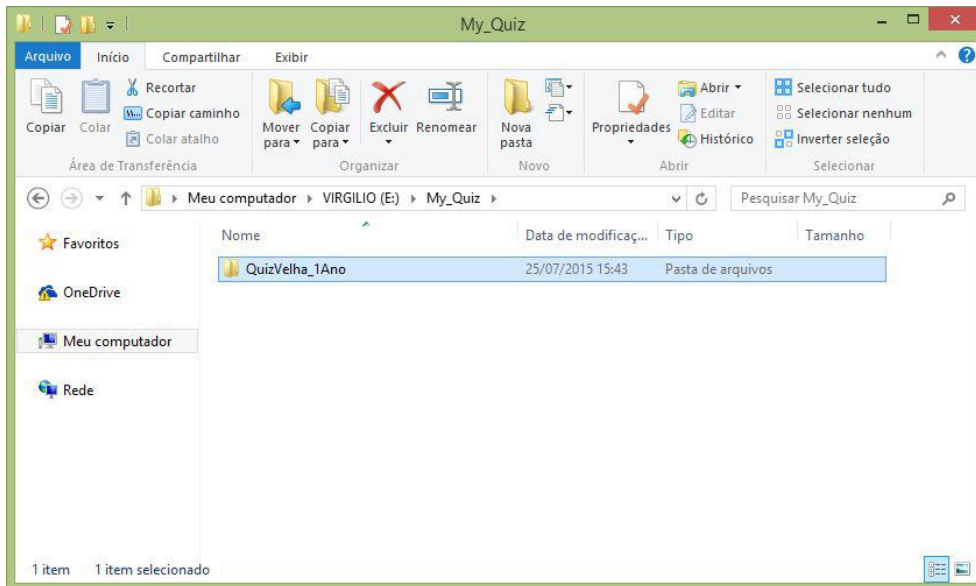 My_Quiz
Arquivo Início Compartilhar Exibir
Copiar
Colar
Recortar
Copiar caminho
Colar atalho
Área de Transferência
Mover para
Copiar para
Excluir
Renomear
Organizar
Nova pasta
Novo
Propriedades
Abrir
Editar
Histórico
Abrir
Selecionar tudo
Selecionar nenhum
Inverter seleção
Selecionar
Meu computador VIRGILIO (E:) My_Quiz
Pesquisar My_Quiz
Favoritos
OneDrive
Meu computador
Rede
Nome Data de modificaç... Tipo Tamanho
QuizVelha_1Ano 25/07/2015 15:43 Pasta de arquivos
1 item 1 item selecionado